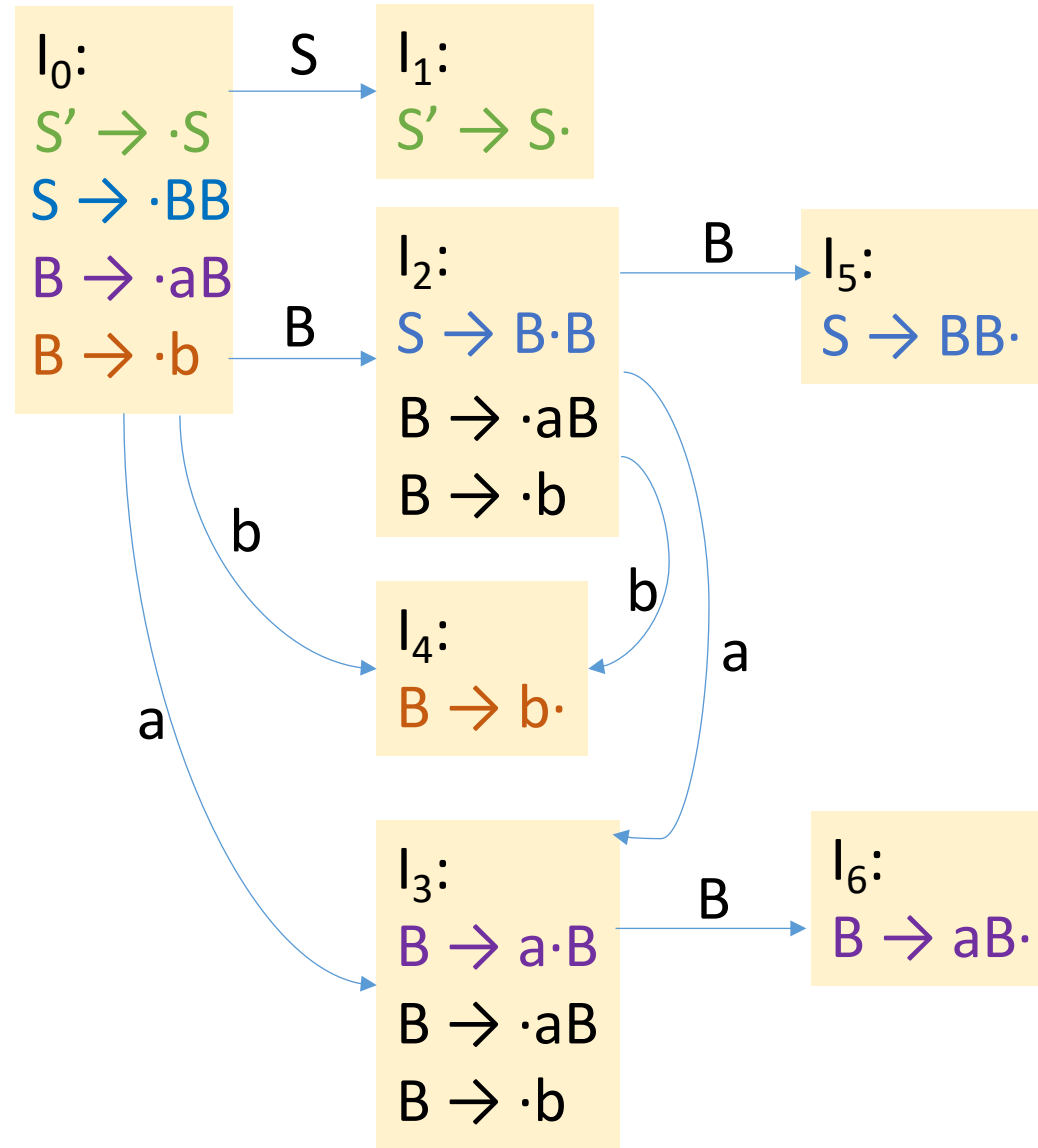 I₀:
S' → ·S
S → ·BB
B → ·aB
B → ·b
S
I₁:
S' → S·
B
I₂:
S → B·B
B → ·aB
B → ·b
B
I₅:
S → BB·
b
a
b
a
I₄:
B → b·
I₃:
B → a·B
B → ·aB
B → ·b
B
I₆:
B → aB·